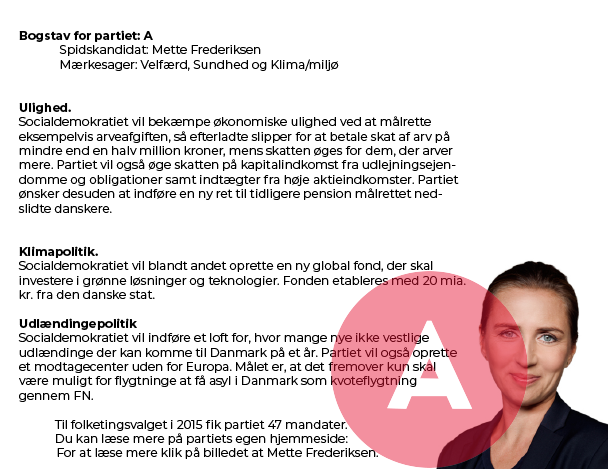 Bogstav for partiet: A
Spidskandidat: Mette Frederiksen
Mærkesager: Velfærd, Sundhed og Klima/miljø
Ulighed.
Socialdemokratiet vil bekæmpe økonomiske ulighed ved at målrette
eksempelvis arveafgiften, så efterladte slipper for at betale skat af arv på
mindre end en halv million kroner, mens skatten øges for dem, der arver
mere. Partiet vil også øge skatten på kapitalindkomst fra udlejningsejen-
domme og obligationer samt indtægter fra høje aktieindkomster. Partiet
ønsker desuden at indføre en ny ret til tidligere pension målrettet ned-
slidte danskere.
Klimapolitik.
Socialdemokratiet vil blandt andet oprette en ny global fond, der skal
investere i grønne løsninger og teknologier. Fonden etableres med 20 mia.
kr. fra den danske stat.
Udlændingepolitik
Socialdemokratiet vil indføre et loft for, hvor mange nye ikke vestlige
udlændinge der kan komme til Danmark på et år. Partiet vil også oprette
et modtagecenter uden for Europa. Målet er, at det fremover kun skal
være muligt for flygtninge at få asyl i Danmark som kvoteflygtning
gennem FN.
Til folketingsvalget i 2015 fik partiet 47 mandater.
Du kan læse mere på partiets egen hjemmeside:
For at læse mere klik på billedet at Mette Frederiksen.
A